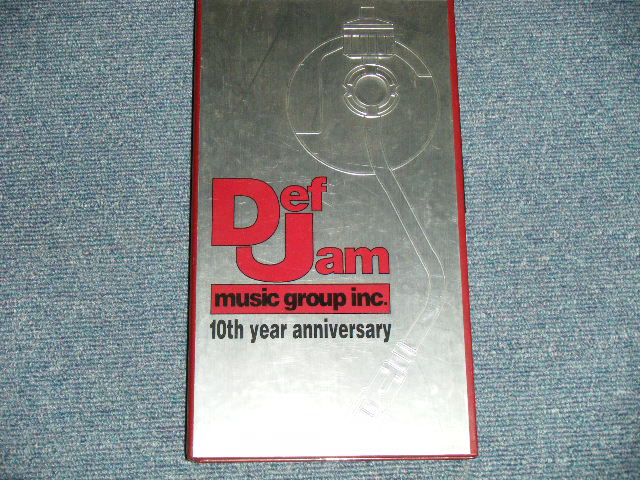 Def
Jam
music group inc.
10th year anniversary